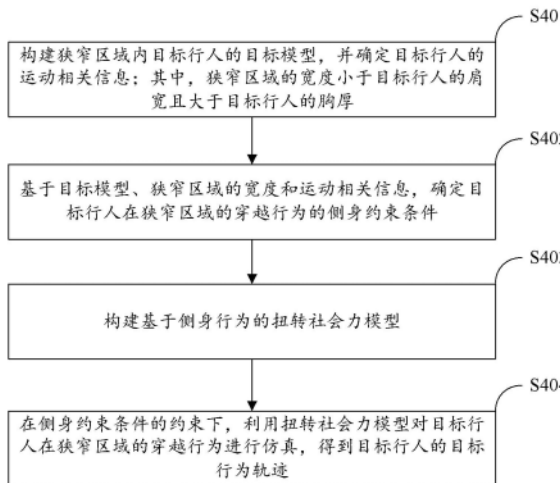 S40
构建狭窄区域内目标行人的目标模型，并确定目标行人的
运动相关信息；其中，狭窄区域的宽度小于目标行人的肩
宽且大于目标行人的胸厚
S402
基于目标模型、狭窄区域的宽度和运动相关信息，确定目
标行人在狭窄区域的穿越行为的侧身约束条件
S403
构建基于侧身行为的扭转社会力模型
S404
在侧身约束条件的约束下，利用扭转社会力模型对目标行
人在狭窄区域的穿越行为进行仿真，得到目标行人的目标
行为轨迹